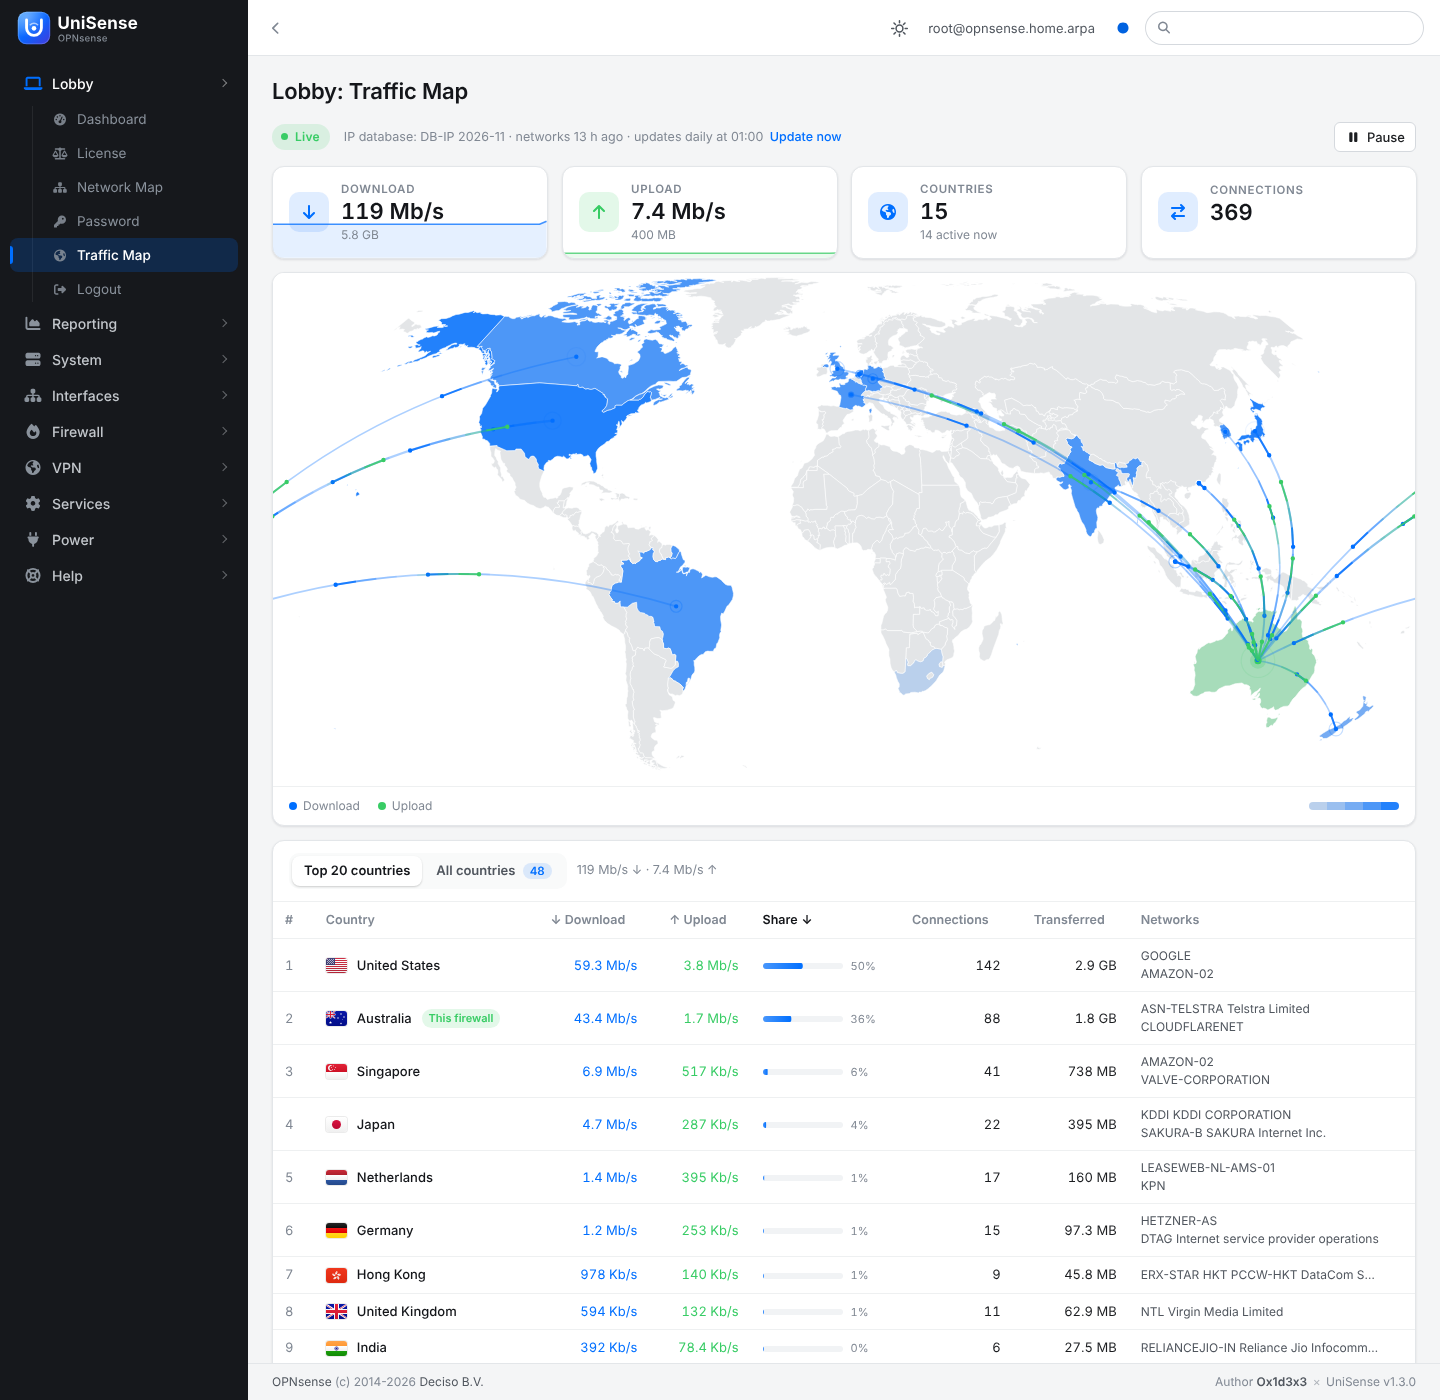 UniSense
OPNsense
root@opnsense.home.arpa
Lobby
Dashboard
License
Network Map
Password
Traffic Map
Logout
Reporting
System
Interfaces
Firewall
VPN
Services
Power
Help
Lobby: Traffic Map
Live
IP database: DB-IP 2026-11 · networks 13 h ago · updates daily at 01:00 Update now
Pause
DOWNLOAD
119 Mb/s
5.8 GB
UPLOAD
7.4 Mb/s
400 MB
COUNTRIES
15
14 active now
CONNECTIONS
369
Download
Upload
Top 20 countries
All countries 48
119 Mb/s ↓ · 7.4 Mb/s ↑
# Country ↓ Download ↑ Upload Share ↓ Connections Transferred Networks
1 United States 59.3 Mb/s 3.8 Mb/s 50% 142 2.9 GB GOOGLE
AMAZON-02
2 Australia This firewall 43.4 Mb/s 1.7 Mb/s 36% 88 1.8 GB ASN-TELSTRA Telstra Limited
CLOUDFLARENET
3 Singapore 6.9 Mb/s 517 Kb/s 6% 41 738 MB AMAZON-02
VALVE-CORPORATION
4 Japan 4.7 Mb/s 287 Kb/s 4% 22 395 MB KDDI KDDI CORPORATION
SAKURA-B SAKURA Internet Inc.
5 Netherlands 1.4 Mb/s 395 Kb/s 1% 17 160 MB LEASEWEB-NL-AMS-01
KPN
6 Germany 1.2 Mb/s 253 Kb/s 1% 15 97.3 MB HETZNER-AS
DTAG Internet service provider operations
7 Hong Kong 978 Kb/s 140 Kb/s 1% 9 45.8 MB ERX-STAR HKT PCCW-HKT DataCom S...
8 United Kingdom 594 Kb/s 132 Kb/s 1% 11 62.9 MB NTL Virgin Media Limited
9 India 392 Kb/s 78.4 Kb/s 0% 6 27.5 MB RELIANCEJIO-IN Reliance Jio Infocomm...
OPNsense (c) 2014-2026 Deciso B.V.
Author Ox1d3x3 × UniSense v1.3.0